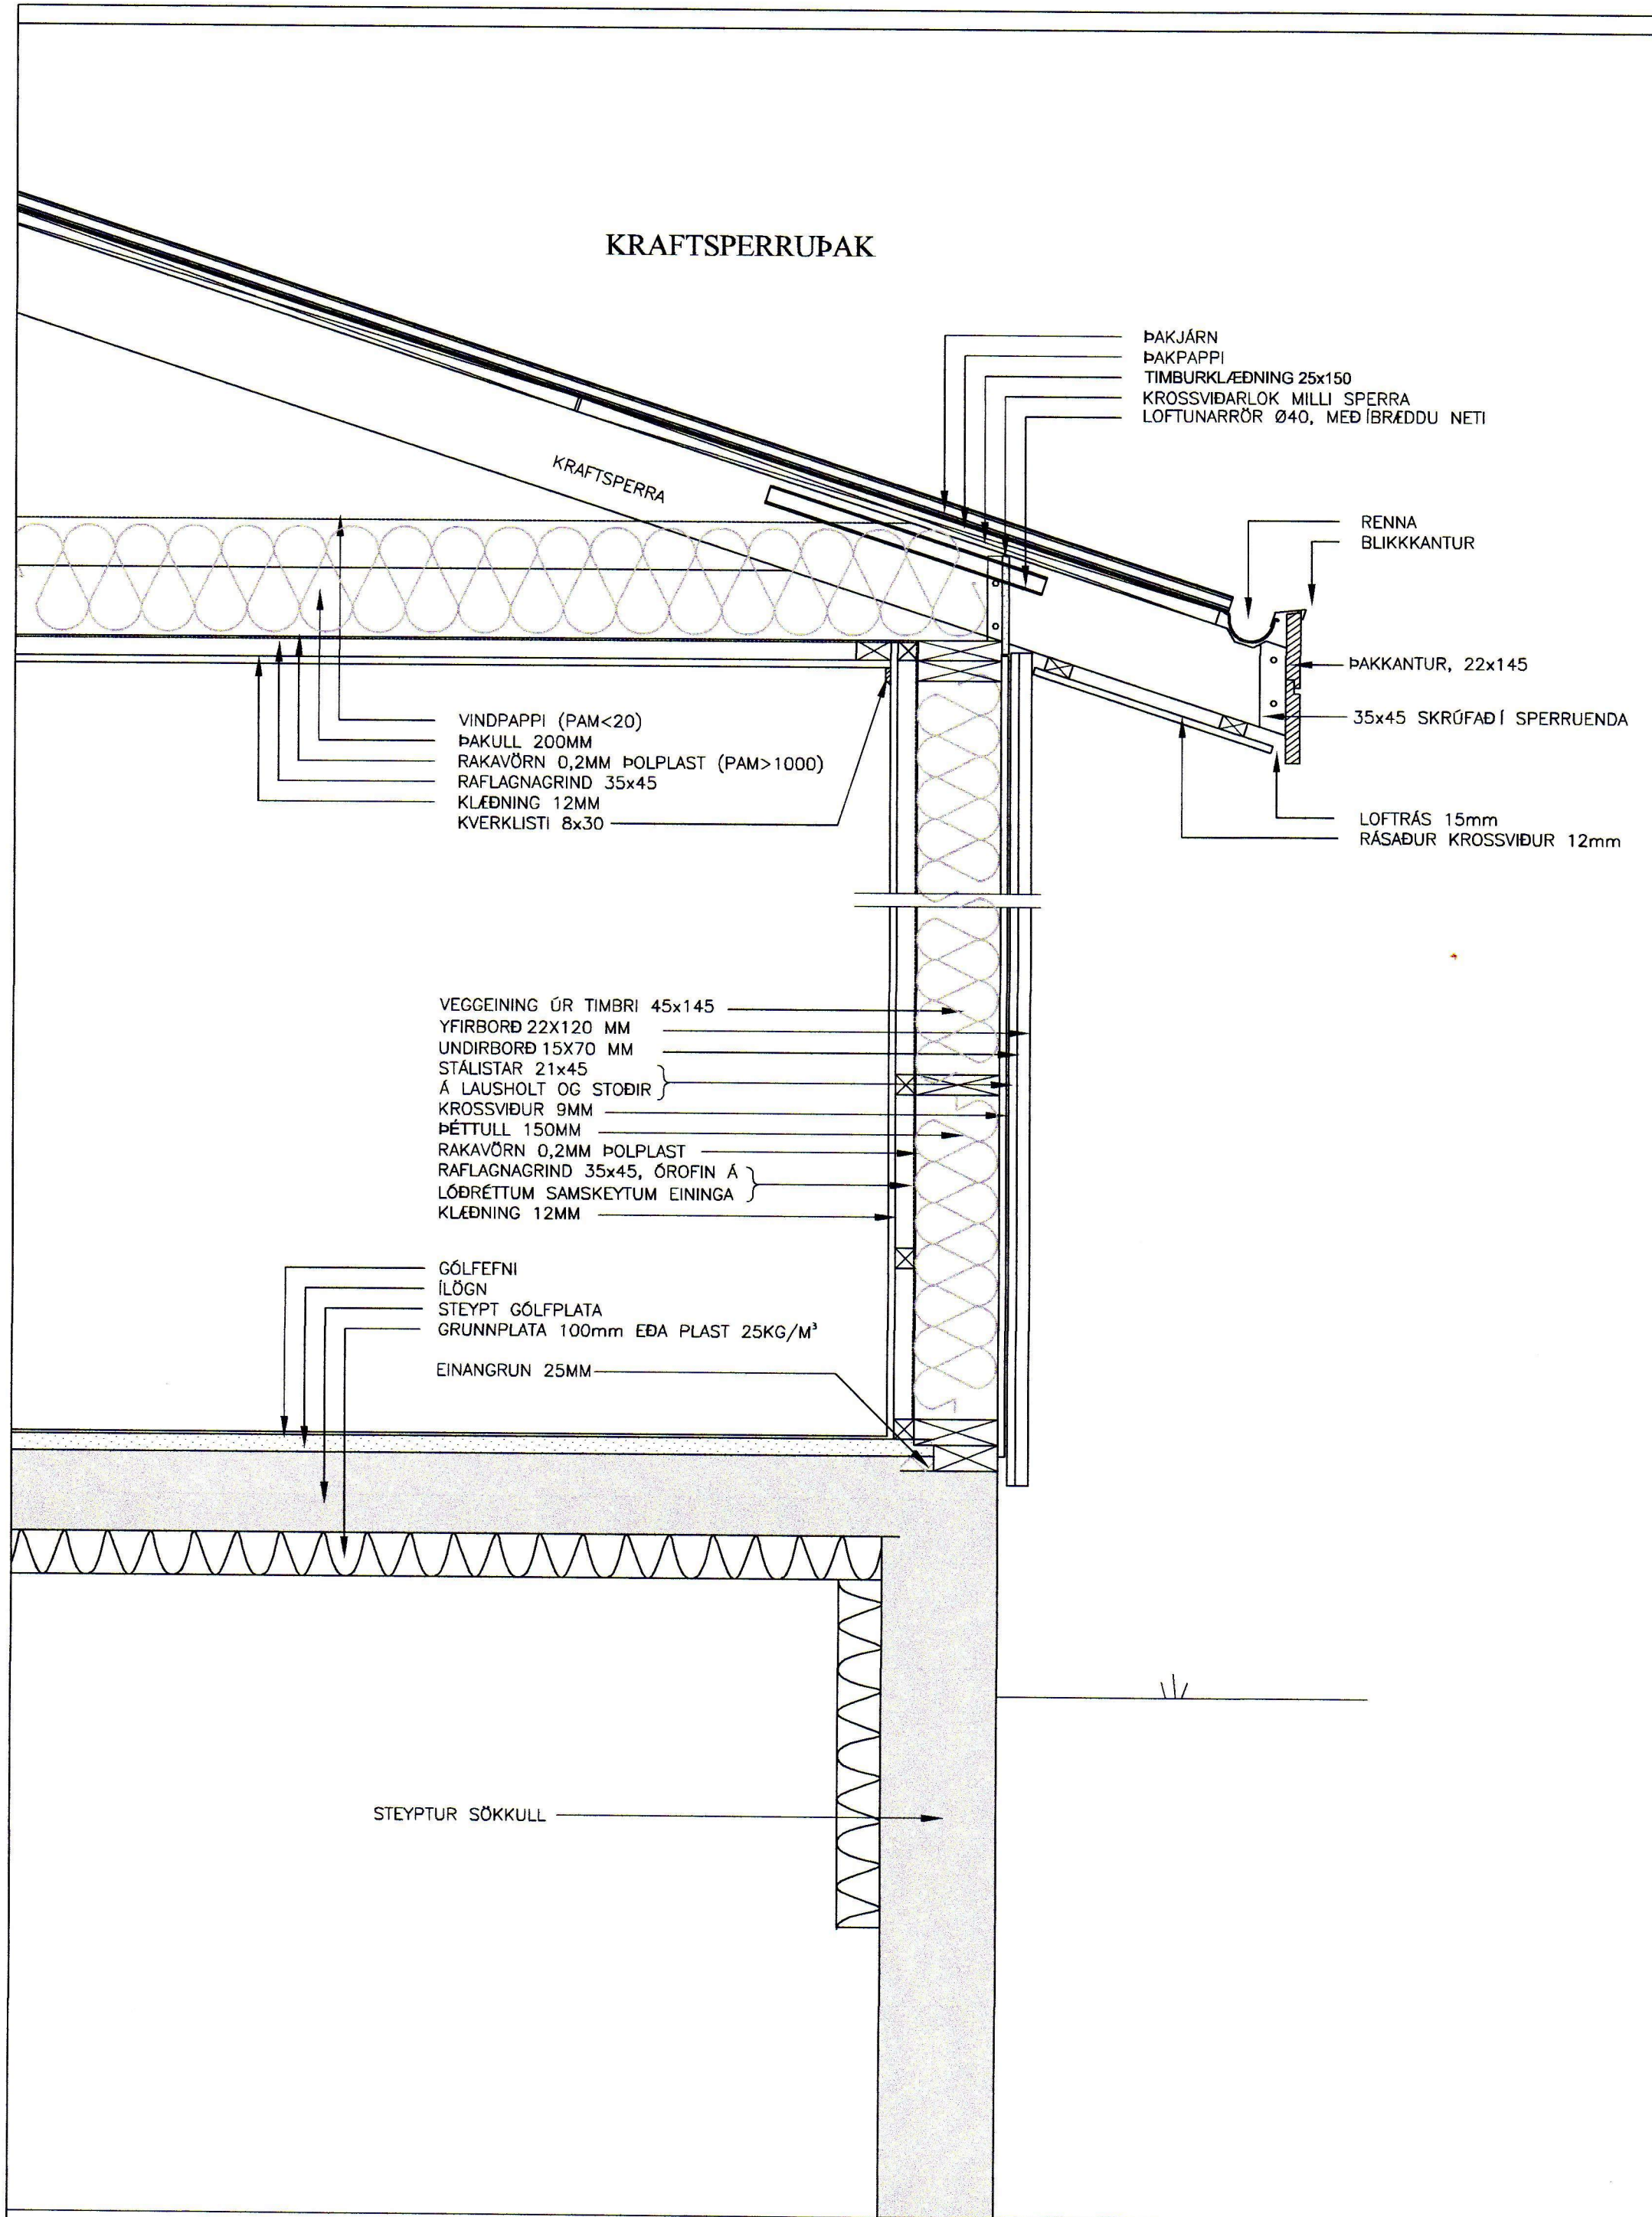 KRAFTSPERRUÞAK
ÞAKJÁRN
ÞAKPAPPI
TIMBURKLÆÐNING 25x150
KROSSVIÐARLOK MILLI SPERRA
LOFTUNARRÖR Ø40, MEÐ ÍBRÆDDU NETI
KRAFTSPERRA
RENNA
BLIKKKANTUR
ÞAKKANTUR, 22x145
35x45 SKRÚFAÐ Í SPERRUENDA
LOFTRÁS 15mm
RÁSAÐUR KROSSVIÐUR 12mm
VINDPAPPI (PAM<20)
ÞAKULL 200MM
RAKAVÖRN 0,2MM ÞOLPLAST (PAM>1000)
RAFLAGNAGRIND 35x45
KLÆÐNING 12MM
KVERKLISTI 8x30
VEGGEINING ÚR TIMBRI 45x145
YFIRBORÐ 22X120 MM
UNDIRBORÐ 15X70 MM
STÁLISTAR 21x45
Á LAUSHOLT OG STOÐIR
KROSSVIÐUR 9MM
ÞÉTTULL 150MM
RAKAVÖRN 0,2MM ÞOLPLAST
RAFLAGNAGRIND 35x45, ÓROFIN Á
LÓÐRÉTTUM SAMSKEYTUM EININGA
KLÆÐNING 12MM
GÓLFEFNI
ÍLÖGN
STEYPT GÓLFPLATA
GRUNNPLATA 100mm EÐA PLAST 25KG/M³
EINANGRUN 25MM
STEYPTUR SÖKKULL